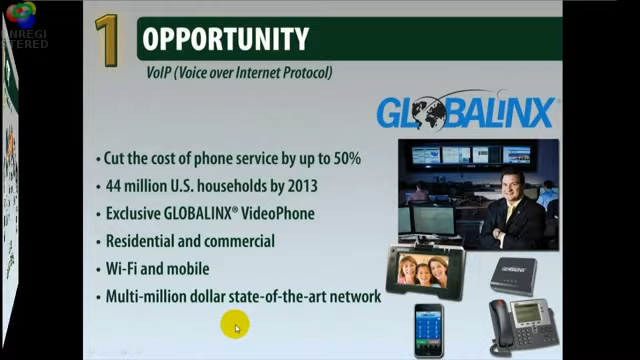 UNREGI
STERED
1 OPPORTUNITY
VoIP (Voice over Internet Protocol)
GLOBALINX®
• Cut the cost of phone service by up to 50%
• 44 million U.S. households by 2013
• Exclusive GLOBALINX® VideoPhone
• Residential and commercial
• Wi-Fi and mobile
• Multi-million dollar state-of-the-art network
GLOBALINX